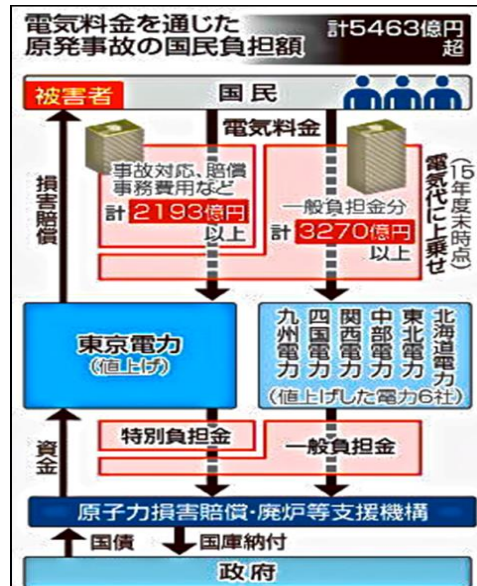 電気料金を通じた
原発事故の国民負担額
計5463億円
超
被害者
国民
電気料金
事故対応、賠償
事務費用など
計2193億円
以上
一般負担金分
計3270億円
以上
電気代に上乗せ
(15年度末時点)
損害賠償
東京電力
(値上げ)
北海道電力
東北電力
中部電力
関西電力
四国電力
九州電力
(値上げした電力6社)
資金
特別負担金
一般負担金
原子力損害賠償・廃炉等支援機構
国債
国庫納付
政府